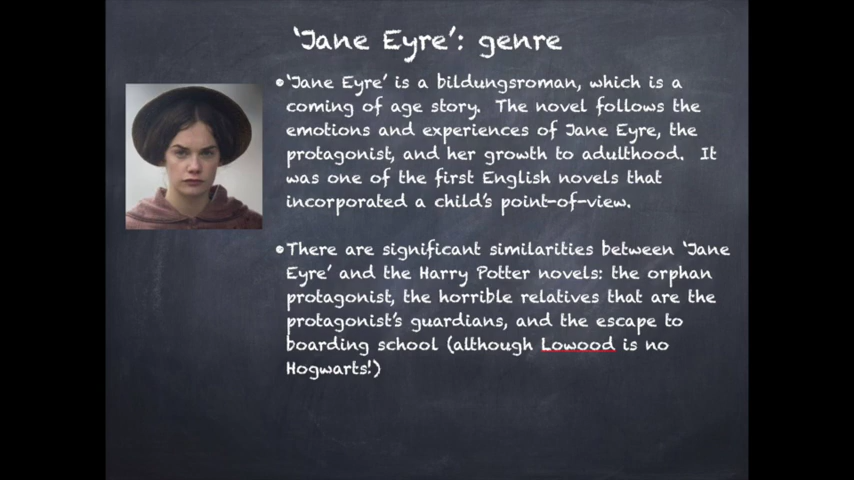 ‘Jane Eyre’: genre
•‘Jane Eyre’ is a bildungsroman, which is a
coming of age story. The novel follows the
emotions and experiences of Jane Eyre, the
protagonist, and her growth to adulthood. It
was one of the first English novels that
incorporated a child’s point-of-view.
•There are significant similarities between ‘Jane
Eyre’ and the Harry Potter novels: the orphan
protagonist, the horrible relatives that are the
protagonist’s guardians, and the escape to
boarding school (although Lowood is no
Hogwarts!)